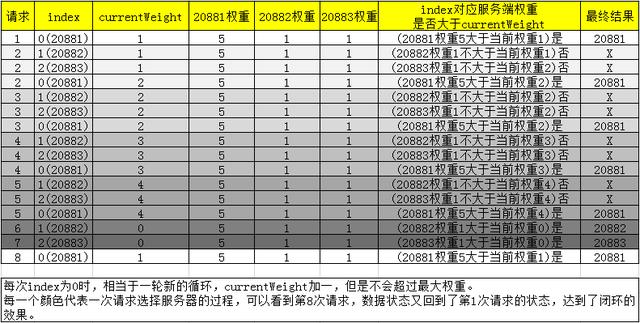 请求 index currentWeight 20881权重 20882权重 20883权重 index对应服务端权重 是否大于currentWeight 最终结果
1 0(20881) 1 5 1 1 (20881权重5大于当前权重1)是 20881
2 1(20882) 1 5 1 1 (20882权重1不大于当前权重1)否 X
2 2(20883) 1 5 1 1 (20883权重1不大于当前权重2)否 X
2 0(20881) 2 5 1 1 (20881权重5大于当前权重2)是 20881
3 1(20882) 2 5 1 1 (20882权重1不大于当前权重2)否 X
3 2(20883) 2 5 1 1 (20883权重1不大于当前权重2)否 X
3 0(20881) 2 5 1 1 (20881权重5大于当前权重2)是 20881
4 1(20882) 3 5 1 1 (20882权重1不大于当前权重3)否 X
4 2(20883) 3 5 1 1 (20883权重1不大于当前权重3)否 X
4 0(20881) 3 5 1 1 (20881权重5大于当前权重3)是 20881
5 1(20882) 4 5 1 1 (20882权重1不大于当前权重4)否 X
5 2(20883) 4 5 1 1 (20883权重1不大于当前权重4)否 X
5 0(20881) 4 5 1 1 (20881权重5大于当前权重4)是 20881
6 1(20882) 0 5 1 1 (20882权重1大于当前权重0)是 20882
7 2(20883) 0 5 1 1 (20883权重1大于当前权重0)是 20883
8 0(20881) 1 5 1 1 (20881权重5大于当前权重1)是 20881
每次index为0时，相当于一轮新的循环，currentWeight加一，但是不会超过最大权重。
每一个颜色代表一次请求选择服务器的过程，可以看到第8次请求，数据状态又回到了第1次请求的状态，达到了闭环的
效果。